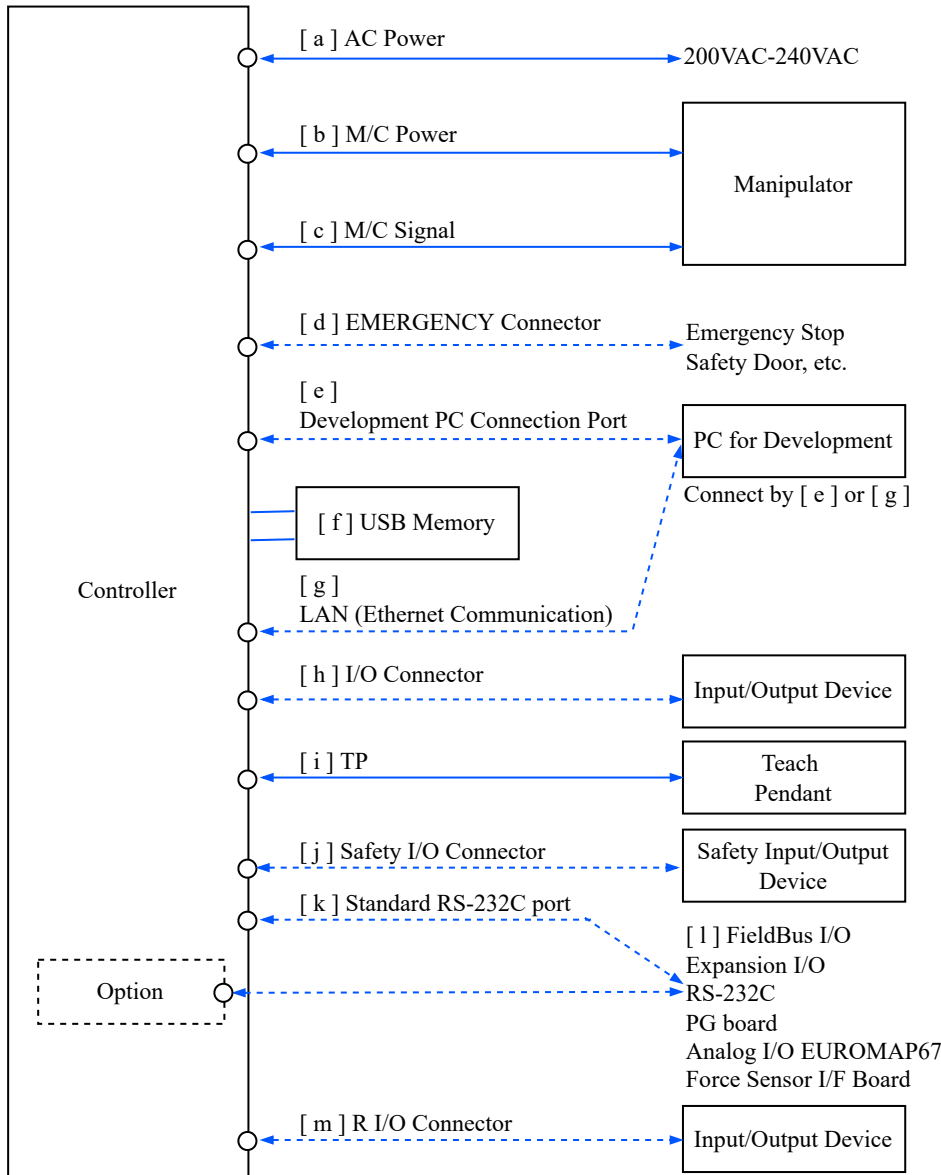 [ a ] AC Power
200VAC-240VAC
[ b ] M/C Power
Manipulator
[ c ] M/C Signal
[ d ] EMERGENCY Connector
Emergency Stop
Safety Door, etc.
[ e ]
Development PC Connection Port
PC for Development
Connect by [ e ] or [ g ]
[ f ] USB Memory
Controller
[ g ]
LAN (Ethernet Communication)
[ h ] I/O Connector
Input/Output Device
[ i ] TP
Teach
Pendant
[ j ] Safety I/O Connector
Safety Input/Output
Device
[ k ] Standard RS-232C port
Option
[ l ] FieldBus I/O
Expansion I/O
RS-232C
PG board
Analog I/O EUROMAP67
Force Sensor I/F Board
[ m ] R I/O Connector
Input/Output Device